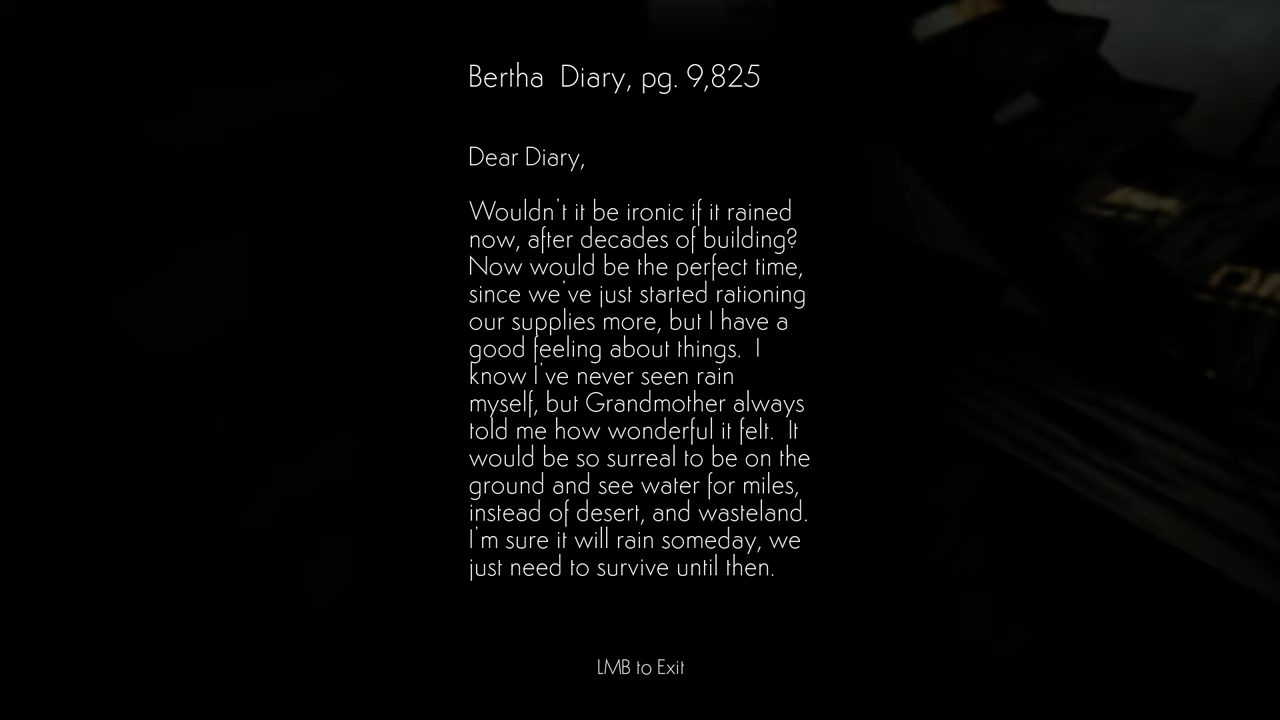 Bertha  Diary, pg. 9,825
Dear Diary,
Wouldn't it be ironic if it rained
now, after decades of building?
Now would be the perfect time,
since we've just started rationing
our supplies more, but I have a
good feeling about things.  I
know I've never seen rain
myself, but Grandmother always
told me how wonderful it felt.  It
would be so surreal to be on the
ground and see water for miles,
instead of desert, and wasteland.
I'm sure it will rain someday, we
just need to survive until then.
LMB to Exit